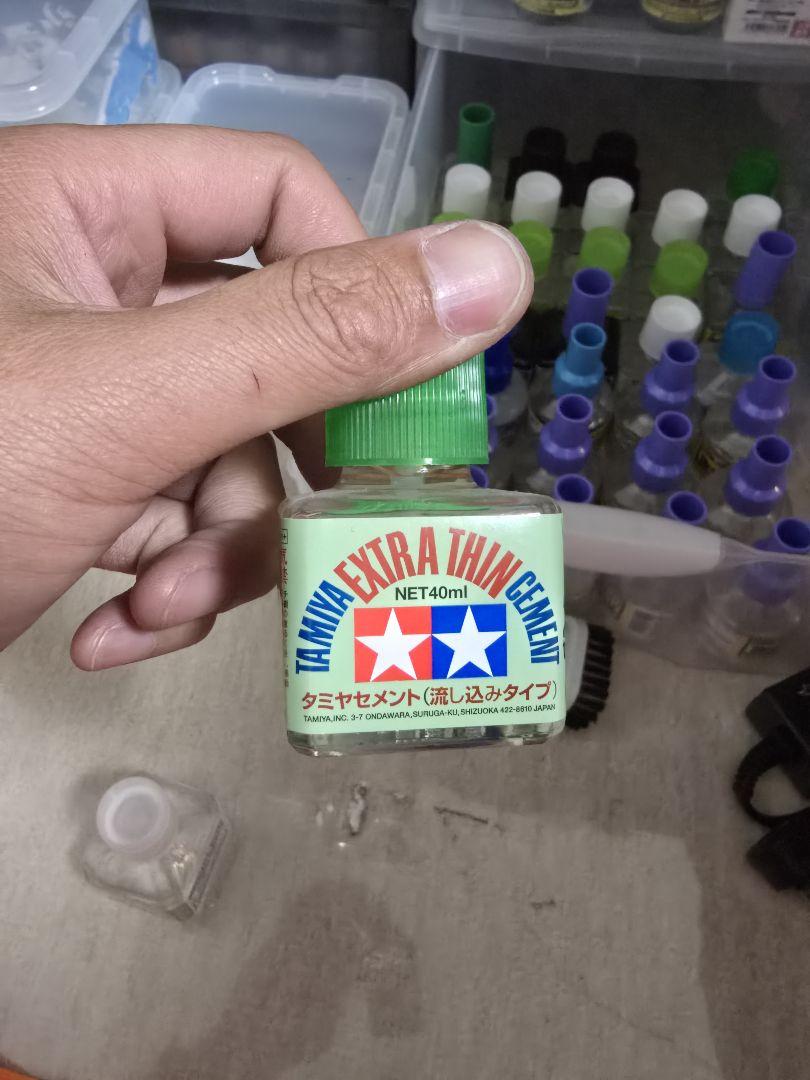 TAMIYA EXTRA THIN CEMENT
NET40ml
タミヤセメント(流し込みタイプ)
TAMIYA,INC. 3-7 ONDAWARA,SURUGA-KU,SHIZUOKA 422-8610 JAPAN